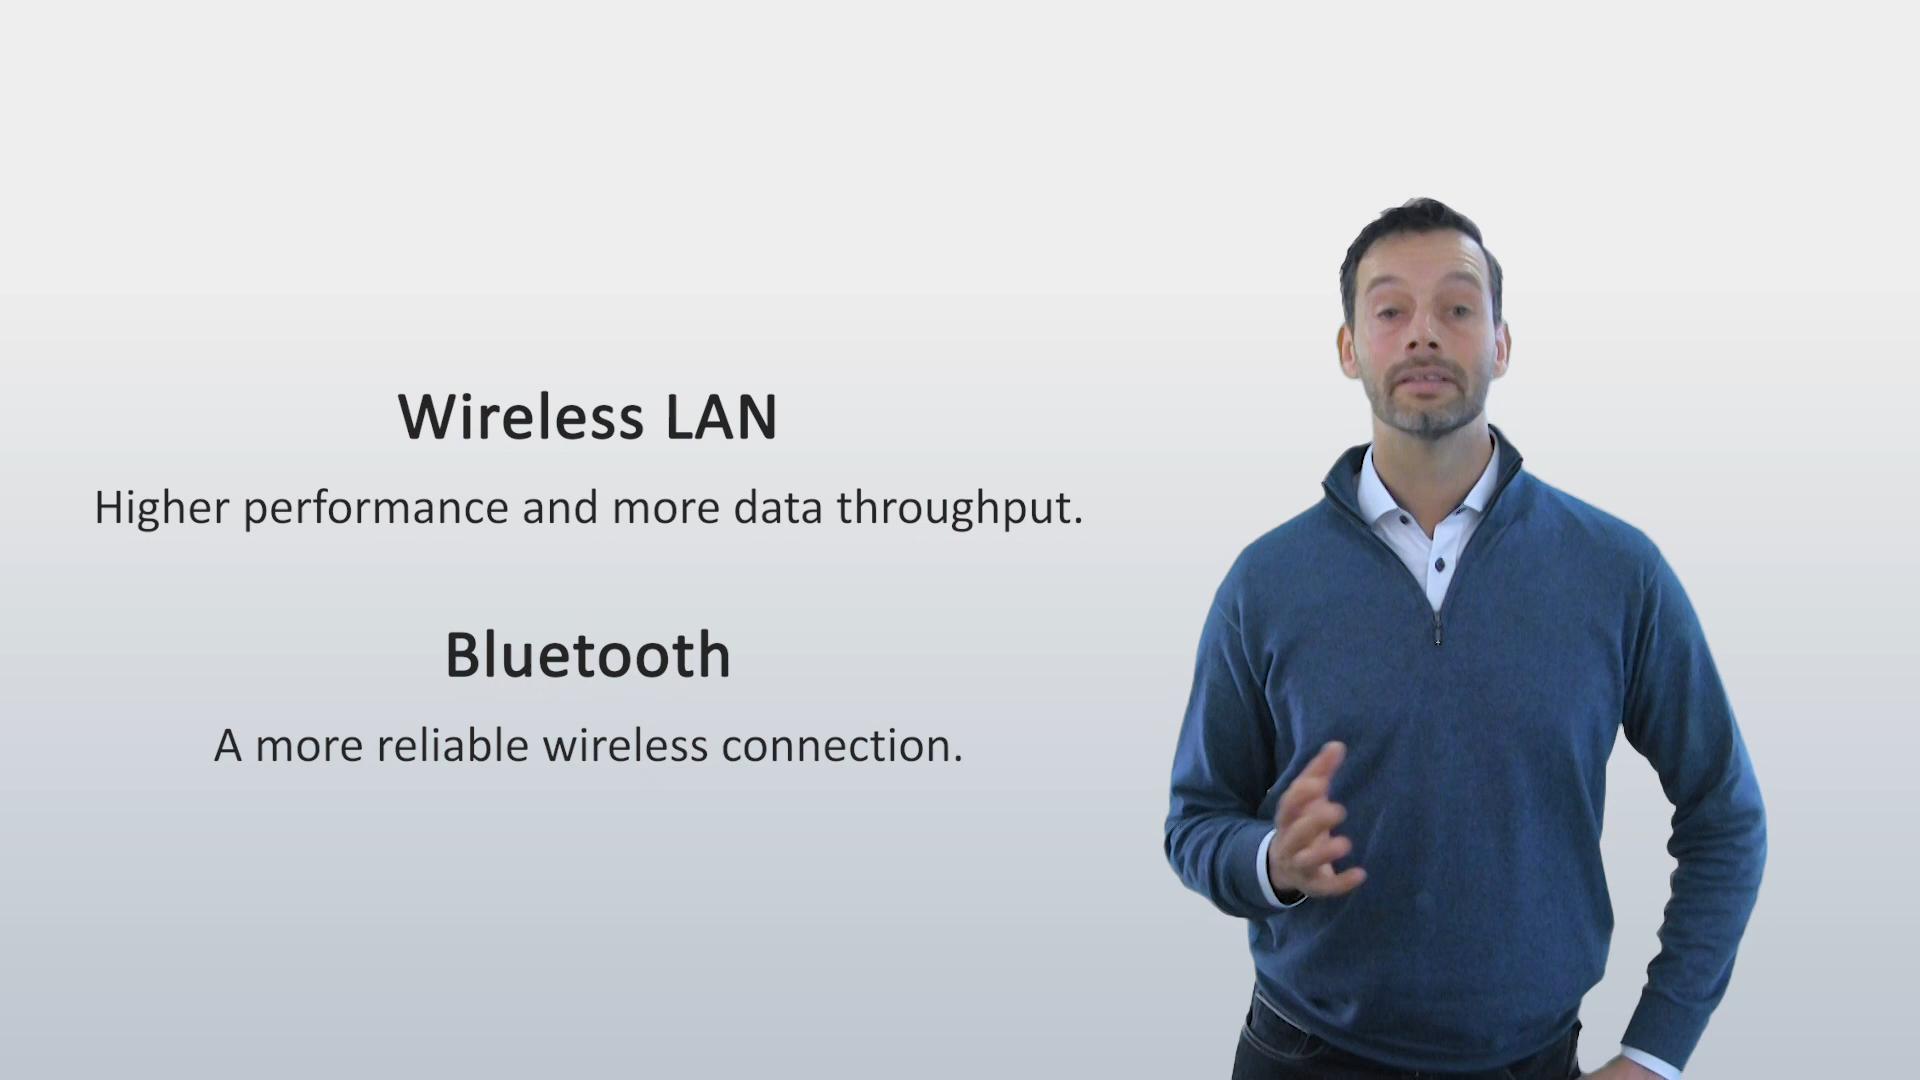 Wireless LAN
Higher performance and more data throughput.
Bluetooth
A more reliable wireless connection.